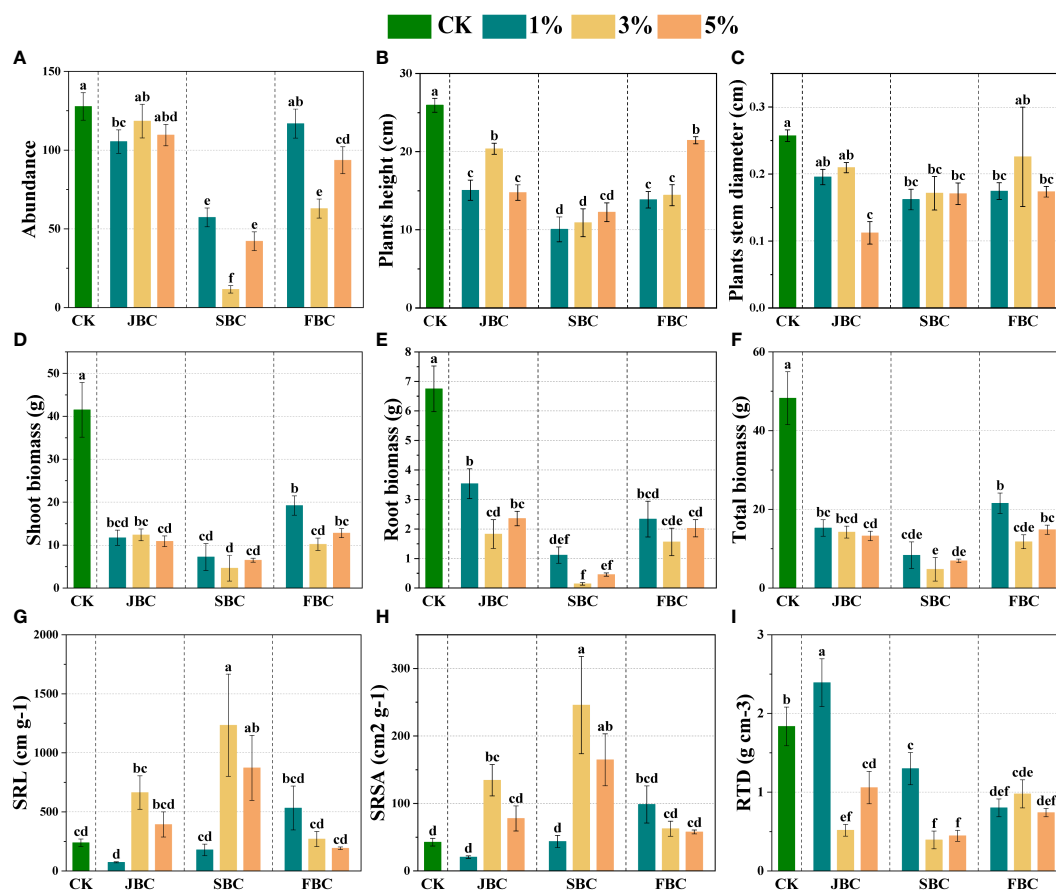 CK 1% 3% 5%
A
Abundance
150
100
50
0
a
bc
ab
abd
e
f
e
ab
e
cd
CK JBC SBC FBC
B
Plants height (cm)
30
20
10
0
a
c
b
c
d
d
cd
c
c
b
CK JBC SBC FBC
C
Plants stem diameter (cm)
0.3
0.2
0.1
0.0
a
ab
ab
c
bc
bc
bc
bc
ab
bc
CK JBC SBC FBC
D
Shoot biomass (g)
50
40
30
20
10
0
a
bcd
bc
cd
cd
d
cd
b
cd
bc
CK JBC SBC FBC
E
Root biomass (g)
8
7
6
5
4
3
2
1
0
a
b
cd
bc
def
f
ef
bcd
cde
cd
CK JBC SBC FBC
F
Total biomass (g)
60
40
20
0
a
bc
bcd
cd
cde
e
de
b
cd
bc
CK JBC SBC FBC
G
SRL (cm g-1)
2000
1500
1000
500
0
cd
d
bc
bcd
cd
a
ab
bcd
cd
cd
CK JBC SBC FBC
H
SRSA (cm2 g-1)
300
200
100
0
d
d
bc
cd
d
a
ab
bcd
cd
cd
CK JBC SBC FBC
I
RTD (g cm-3)
3
2
1
0
b
a
ef
cd
c
f
f
def
cde
def
CK JBC SBC FBC